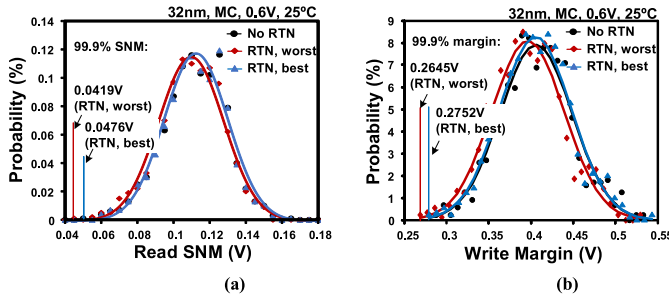 32nm, MC, 0.6V, 25ºC
(a)
No RTN
RTN, worst
RTN, best
99.9% SNM:
0.0419V
(RTN, worst)
0.0476V
(RTN, best)
Probability (%)
0.14
0.12
0.10
0.08
0.06
0.04
0.02
0
0.04 0.06 0.08 0.1 0.12 0.14 0.16 0.18
Read SNM (V)
(a)
32nm, MC, 0.6V, 25ºC
(b)
No RTN
RTN, worst
RTN, best
99.9% margin:
0.2645V
(RTN, worst)
0.2752V
(RTN, best)
Probability (%)
9
8
7
6
5
4
3
2
1
0
0.25 0.3 0.35 0.4 0.45 0.5 0.55
Write Margin (V)
(b)